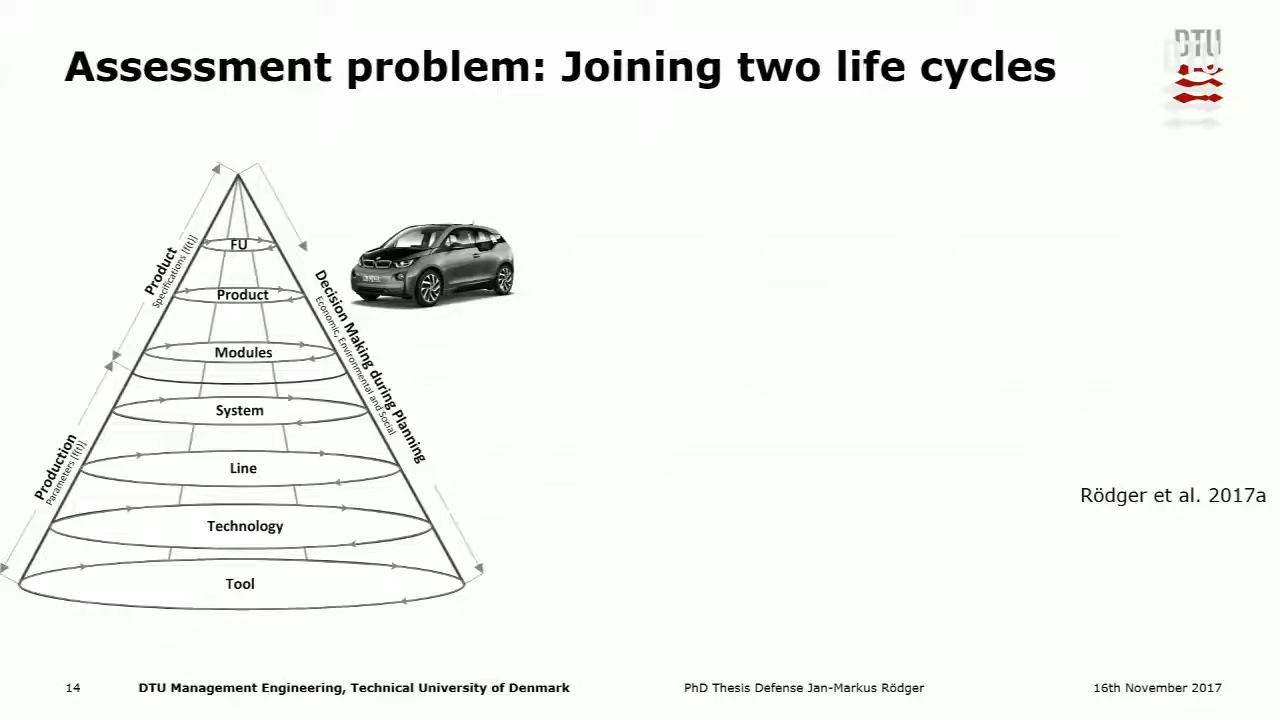 Assessment problem: Joining two life cycles
DTU
FU
Product
Modules
System
Line
Technology
Tool
Product
Specifications [f(t)]
Production
Parameters [f(t)]
Decision Making during Planning
Economic, Environmental and Social
Rödger et al. 2017a
14
DTU Management Engineering, Technical University of Denmark
PhD Thesis Defense Jan-Markus Rödger
16th November 2017